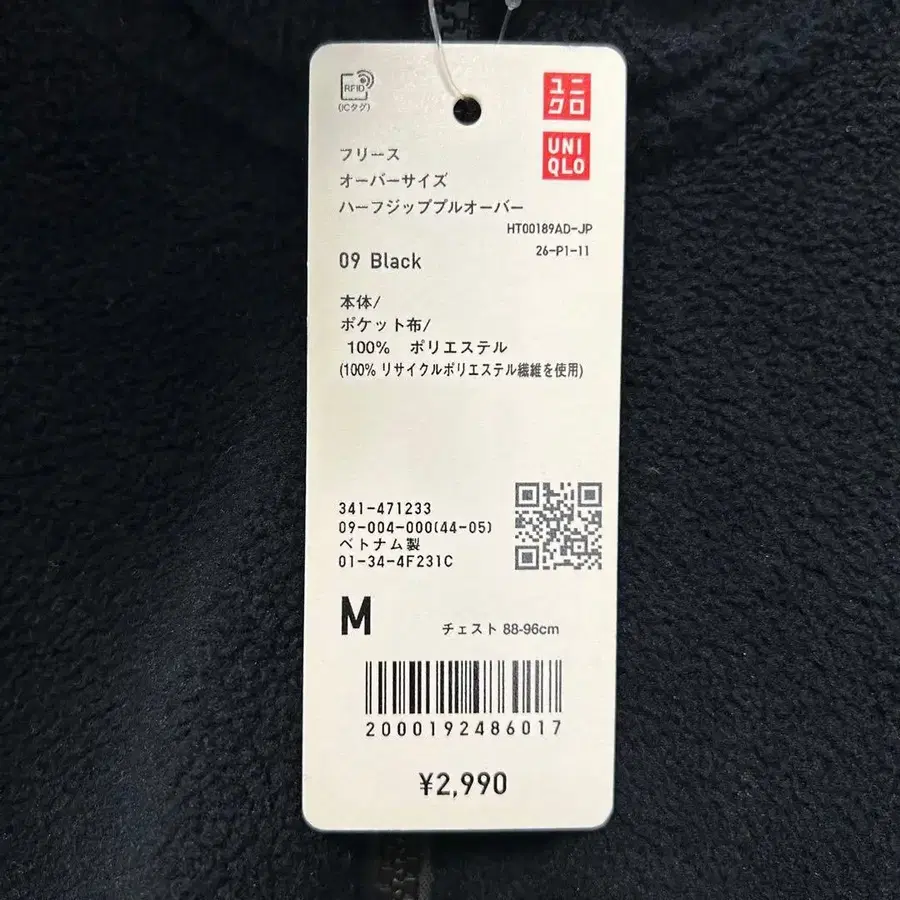 RFID
(ICタグ)
ユニ
クロ
UNI
QLO
フリース
オーバーサイズ
ハーフジッププルオーバー
HT00189AD-JP
26-P1-11
09 Black
本体/
ポケット布/
100% ポリエステル
(100% リサイクルポリエステル繊維を使用)
341-471233
09-004-000(44-05)
ベトナム製
01-34-4F231C
M
チェスト 88-96cm
2000192486017
¥2,990